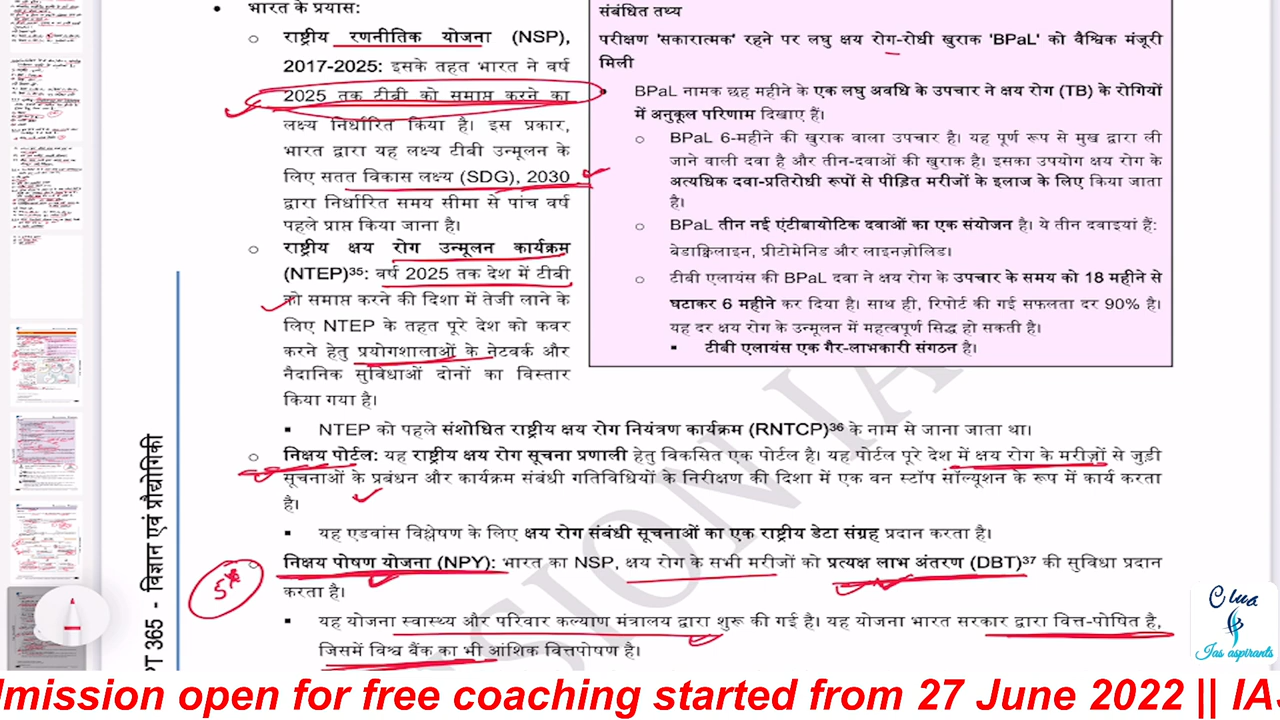 • भारत के प्रयास:
o राष्ट्रीय रणनीतिक योजना (NSP),
2017-2025: इसके तहत भारत ने वर्ष
2025 तक टीबी को समाप्त करने का
लक्ष्य निर्धारित किया है। इस प्रकार,
भारत द्वारा यह लक्ष्य टीबी उन्मूलन के
लिए सतत विकास लक्ष्य (SDG), 2030
द्वारा निर्धारित समय सीमा से पांच वर्ष
पहले प्राप्त किया जाना है।
o राष्ट्रीय क्षय रोग उन्मूलन कार्यक्रम
(NTEP)³⁵: वर्ष 2025 तक देश में टीबी
को समाप्त करने की दिशा में तेजी लाने के
लिए NTEP के तहत पूरे देश को कवर
करने हेतु प्रयोगशालाओं के नेटवर्क और
नैदानिक सुविधाओं दोनों का विस्तार
किया गया है।
संबंधित तथ्य
परीक्षण 'सकारात्मक' रहने पर लघु क्षय रोग-रोधी खुराक 'BPaL' को वैश्विक मंजूरी
मिली
• BPaL नामक छह महीने के एक लघु अवधि के उपचार ने क्षय रोग (TB) के रोगियों
में अनुकूल परिणाम दिखाए हैं।
o BPaL 6-महीने की खुराक वाला उपचार है। यह पूर्ण रूप से मुख द्वारा ली
जाने वाली दवा है और तीन-दवाओं की खुराक है। इसका उपयोग क्षय रोग के
अत्यधिक दवा प्रतिरोधी रूपों से पीड़ित मरीजों के इलाज के लिए किया जाता
है।
o BPaL तीन नई एंटीबायोटिक दवाओं का एक संयोजन है। ये तीन दवाइयां हैं:
बेडाक्विलाइन, प्रीटोमेनिड और लाइनज़ोलिड।
o टीबी एलायंस की BPaL दवा ने क्षय रोग के उपचार के समय को 18 महीने से
घटाकर 6 महीने कर दिया है। साथ ही, रिपोर्ट की गई सफलता दर 90% है।
यह दर क्षय रोग के उन्मूलन में महत्वपूर्ण सिद्ध हो सकती है।
▪ टीबी एलायंस एक गैर-लाभकारी संगठन है।
▪ NTEP को पहले संशोधित राष्ट्रीय क्षय रोग नियंत्रण कार्यक्रम (RNTCP)³⁶ के नाम से जाना जाता था।
o निक्षय पोर्टल: यह राष्ट्रीय क्षय रोग सूचना प्रणाली हेतु विकसित एक पोर्टल है। यह पोर्टल पूरे देश में क्षय रोग के मरीज़ों से जुड़ी
सूचनाओं के प्रबंधन और कार्यक्रम संबंधी गतिविधियों के निरीक्षण की दिशा में एक वन स्टॉप सॉल्यूशन के रूप में कार्य करता
है।
▪ यह एडवांस विश्लेषण के लिए क्षय रोग संबंधी सूचनाओं का एक राष्ट्रीय डेटा संग्रह प्रदान करता है।
o निक्षय पोषण योजना (NPY): भारत का NSP, क्षय रोग के सभी मरीजों को प्रत्यक्ष लाभ अंतरण (DBT)³⁷ की सुविधा प्रदान
करता है।
▪ यह योजना स्वास्थ्य और परिवार कल्याण मंत्रालय द्वारा शुरू की गई है। यह योजना भारत सरकार द्वारा वित्त-पोषित है,
जिसमें विश्व बैंक का भी आंशिक वित्तपोषण है।
PT 365 - विज्ञान एवं प्रौद्योगिकी
Clue
Ias aspirants
dmission open for free coaching started from 27 June 2022 || IAS